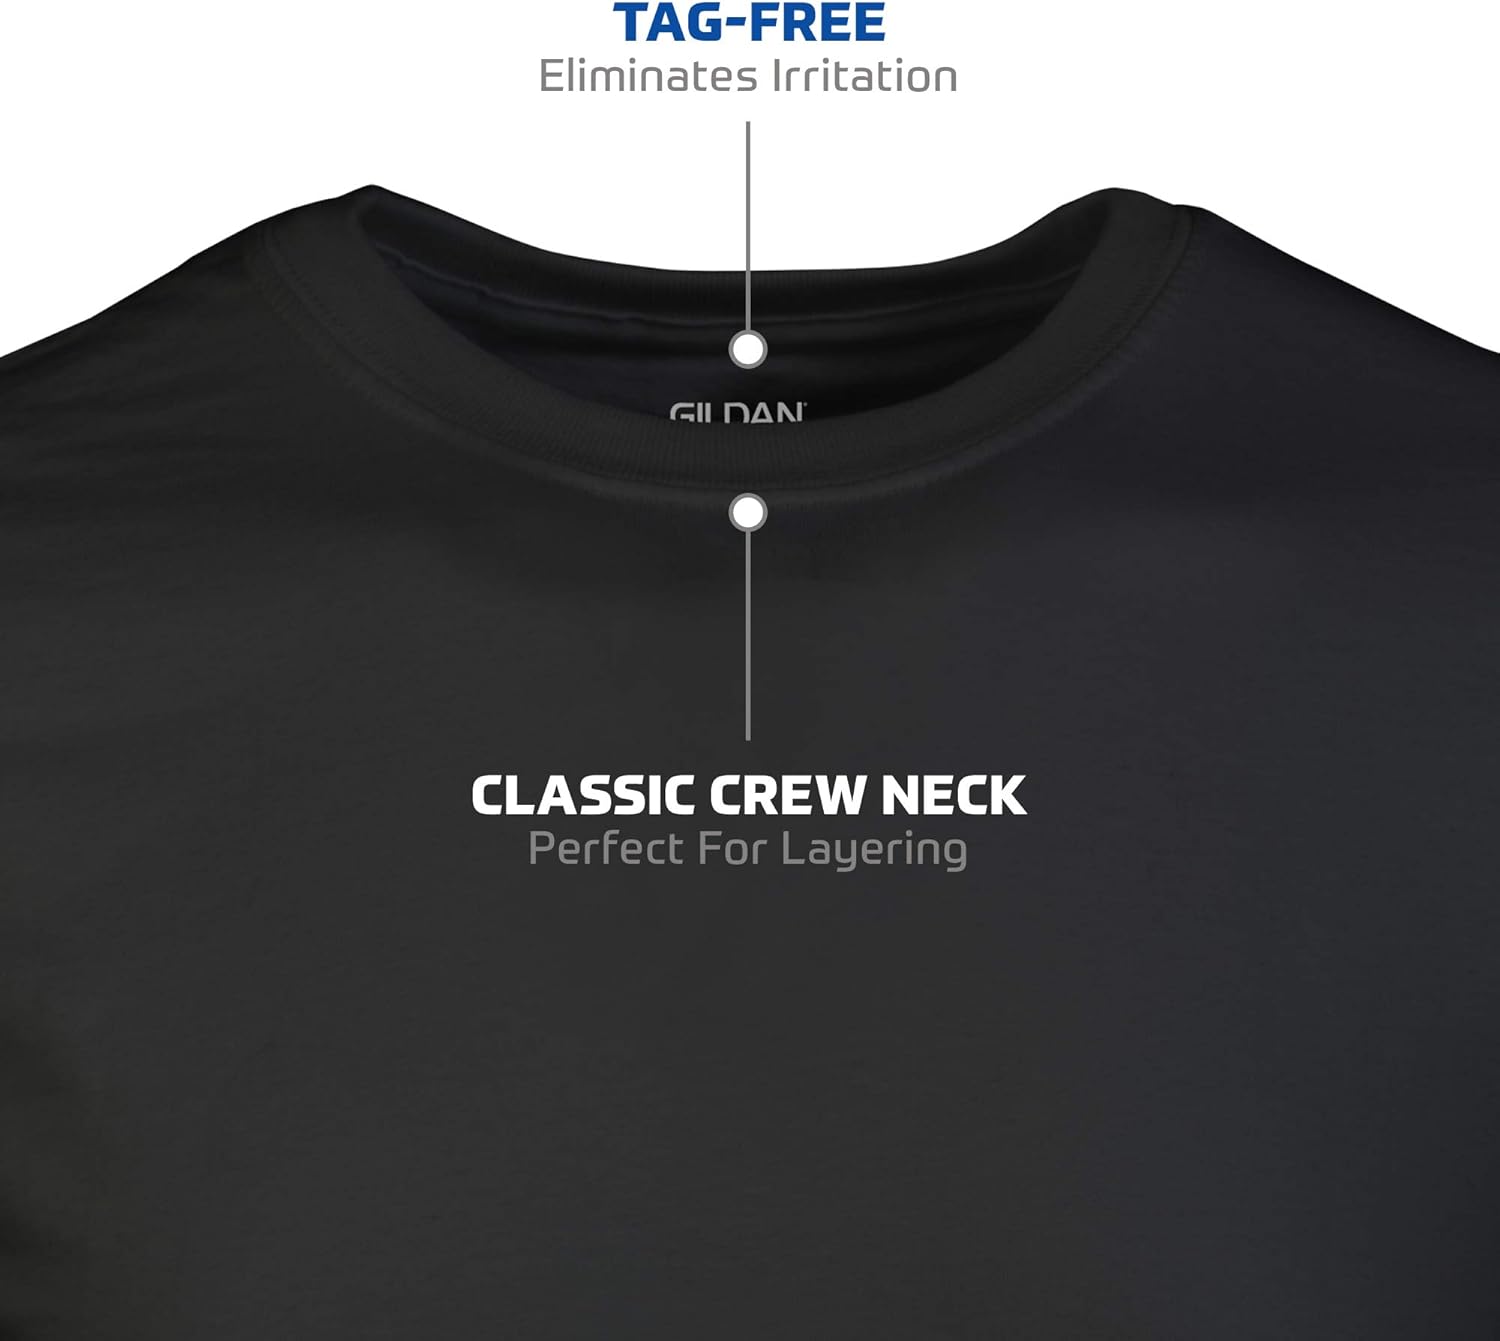 TAG-FREE
Eliminates Irritation
GILDAN
CLASSIC CREW NECK
Perfect For Layering